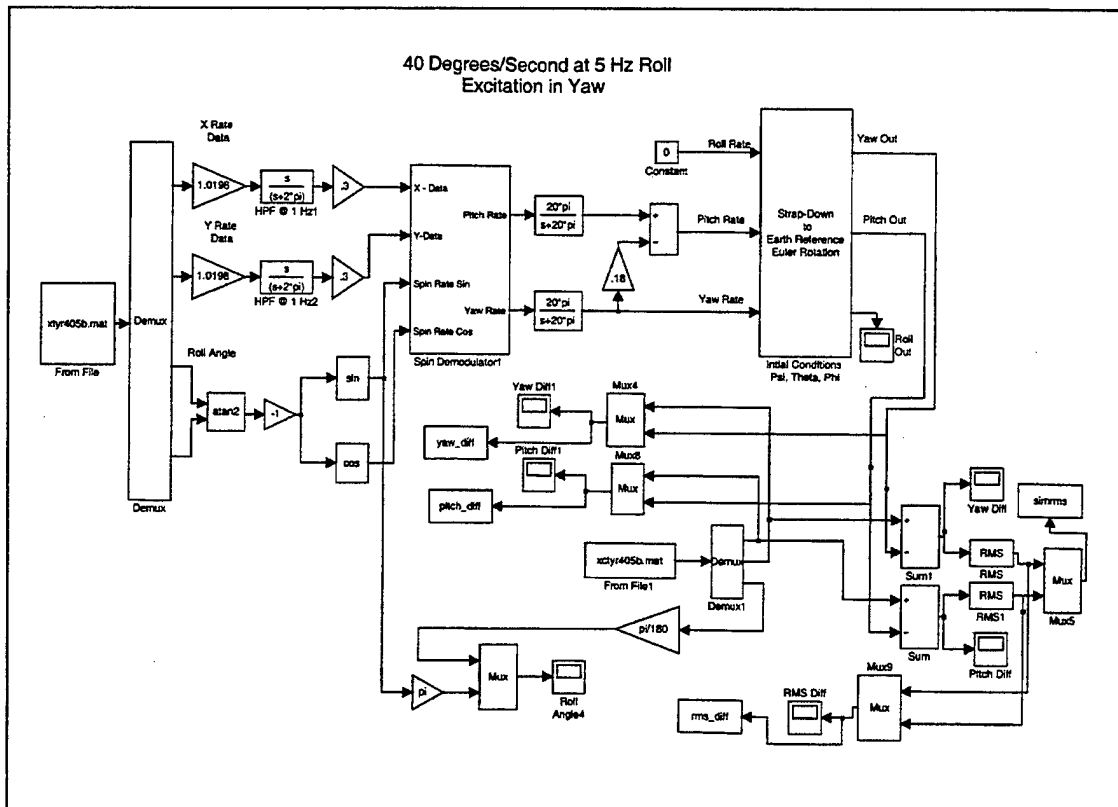 40 Degrees/Second at 5 Hz Roll
Excitation in Yaw
X Rate
Data
1.0198
s
(s+2*pi)
HPF @ 1 Hz1
.3
Y Rate
Data
1.0198
s
(s+2*pi)
HPF @ 1 Hz2
.3
xtyr405b.mat
From File
Demux
Demux
Roll Angle
atan2
-1
sin
cos
X - Data
Y-Data
Spin Rate Sin
Spin Rate Cos
Pitch Rate
Yaw Rate
Spin Demodulator1
20*pi
s+20*pi
20*pi
s+20*pi
.18
+
−
0
Constant
Roll Rate
Pitch Rate
Yaw Rate
Strap-Down
to
Earth Reference
Euler Rotation
Intial Conditions
Psi, Theta, Phi
Yaw Out
Pitch Out
Roll
Out
Yaw Diff1
Mux4
Mux
yaw_diff
Pitch Diff1
Mux8
Mux
pitch_diff
xctyr405b.mat
From File1
Demux
Demux1
pi/180
pi
Mux
Roll
Angle4
+
−
Sum1
+
−
Sum
Yaw Diff
RMS
RMS
RMS
RMS1
Pitch Diff
simrms
Mux
Mux5
Mux9
Mux
RMS Diff
rms_diff